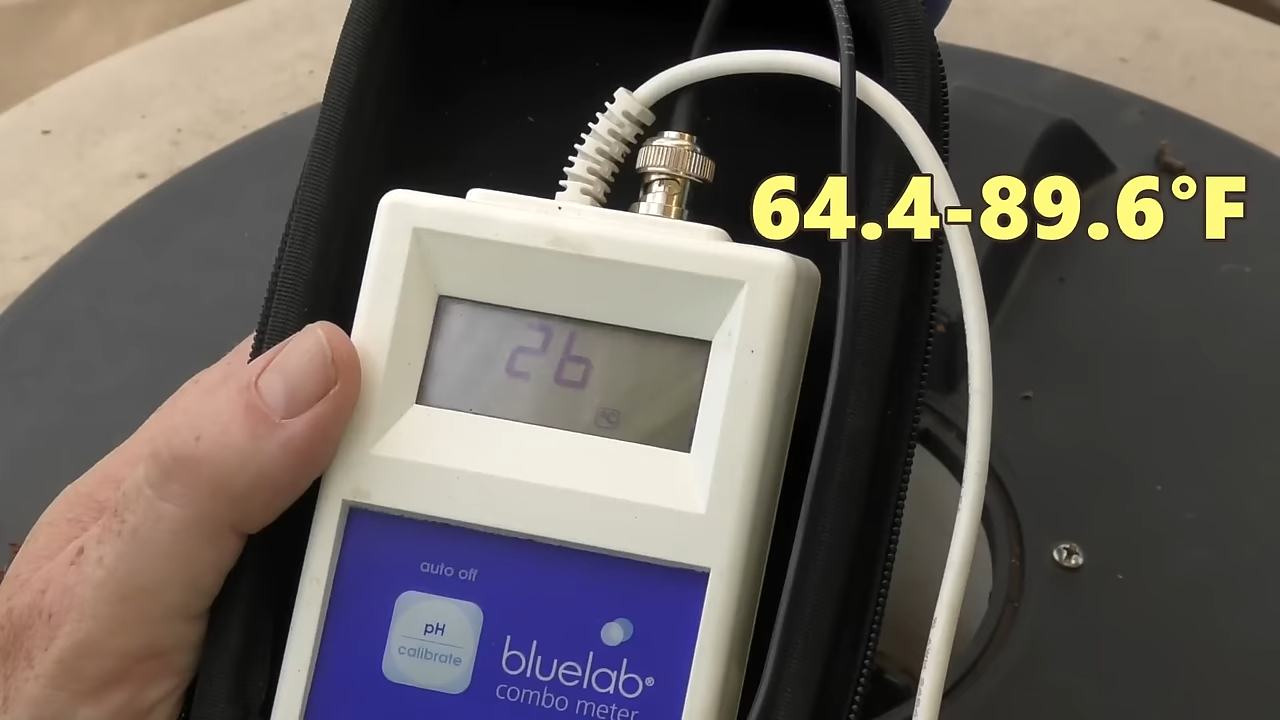 64.4-89.6°F
26
°C
auto off
pH
calibrate
bluelab®
combo meter